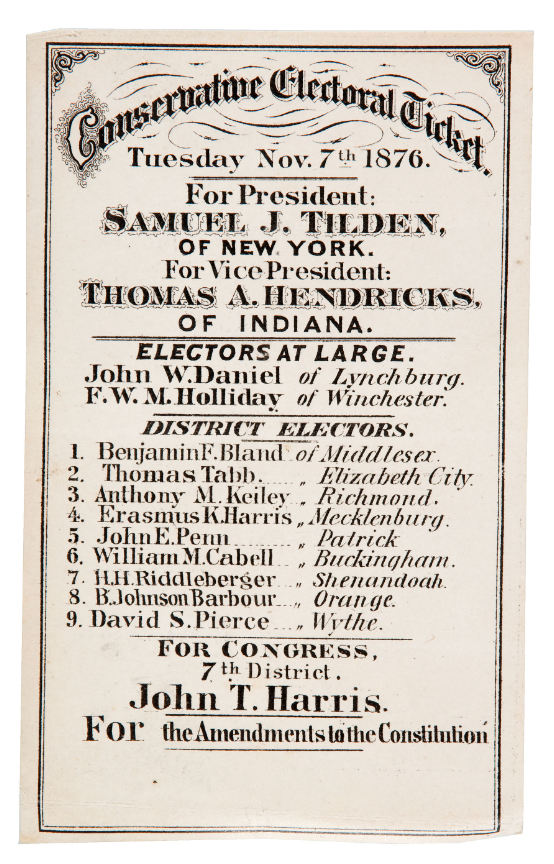 Conservative Electoral Ticket.
Tuesday Nov. 7th 1876.
For President:
SAMUEL J. TILDEN,
OF NEW YORK.
For Vice President:
THOMAS A. HENDRICKS,
OF INDIANA.
ELECTORS AT LARGE.
John W. Daniel of Lynchburg.
F. W. M. Holliday of Winchester.
DISTRICT ELECTORS.
1. Benjamin F. Bland of Middlesex.
2. Thomas Tabb. „ Elizabeth City.
3. Anthony M. Keiley „ Richmond.
4. Erasmus K. Harris „ Mecklenburg.
5. John E. Penn „ Patrick
6. William M. Cabell „ Buckingham.
7. H. H. Riddleberger „ Shenandoah.
8. B. Johnson Barbour „ Orange.
9. David S. Pierce „ Wythe.
FOR CONGRESS,
7th District.
John T. Harris.
For the Amendments to the Constitution